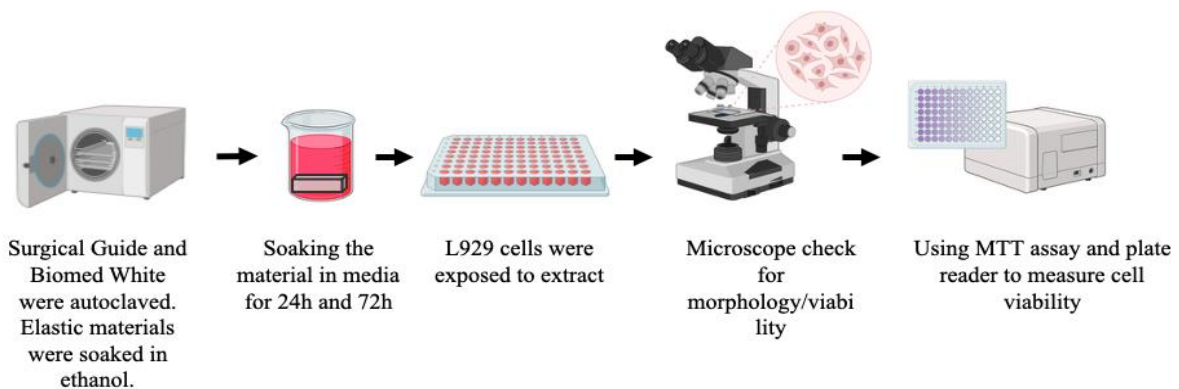 Surgical Guide and
Biomed White
were autoclaved.
Elastic materials
were soaked in
ethanol.
Soaking the
material in media
for 24h and 72h
L929 cells were
exposed to extract
Microscope check
for
morphology/viabi
lity
Using MTT assay and plate
reader to measure cell
viability